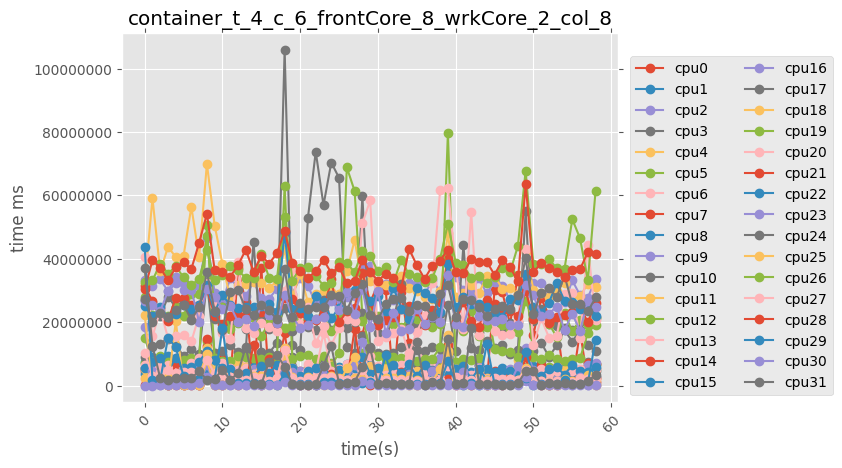 container_t_4_c_6_frontCore_8_wrkCore_2_col_8
time ms
100000000
80000000
60000000
40000000
20000000
0
0 10 20 30 40 50 60
time(s)
cpu0 cpu16
cpu1 cpu17
cpu2 cpu18
cpu3 cpu19
cpu4 cpu20
cpu5 cpu21
cpu6 cpu22
cpu7 cpu23
cpu8 cpu24
cpu9 cpu25
cpu10 cpu26
cpu11 cpu27
cpu12 cpu28
cpu13 cpu29
cpu14 cpu30
cpu15 cpu31